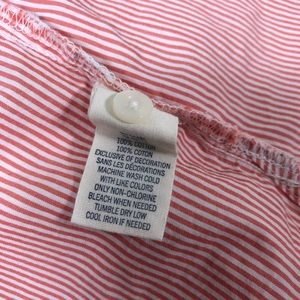 100% COTTON
100% COTON
EXCLUSIVE OF DECORATION
SANS LES DÉCORATIONS
MACHINE WASH COLD
WITH LIKE COLORS
ONLY NON-CHLORINE
BLEACH WHEN NEEDED
TUMBLE DRY LOW
COOL IRON IF NEEDED